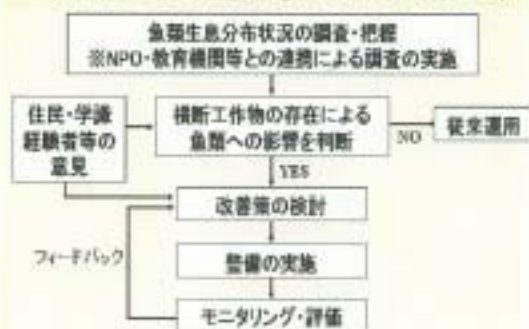 魚類生息分布状況の調査・把握
※NPO・教育機関等との連携による調査の実施
住民・学識
経験者等の
意見
横断工作物の存在による
魚類への影響を判断
NO
従来運用
YES
改善策の検討
フィードバック
整備の実施
モニタリング・評価